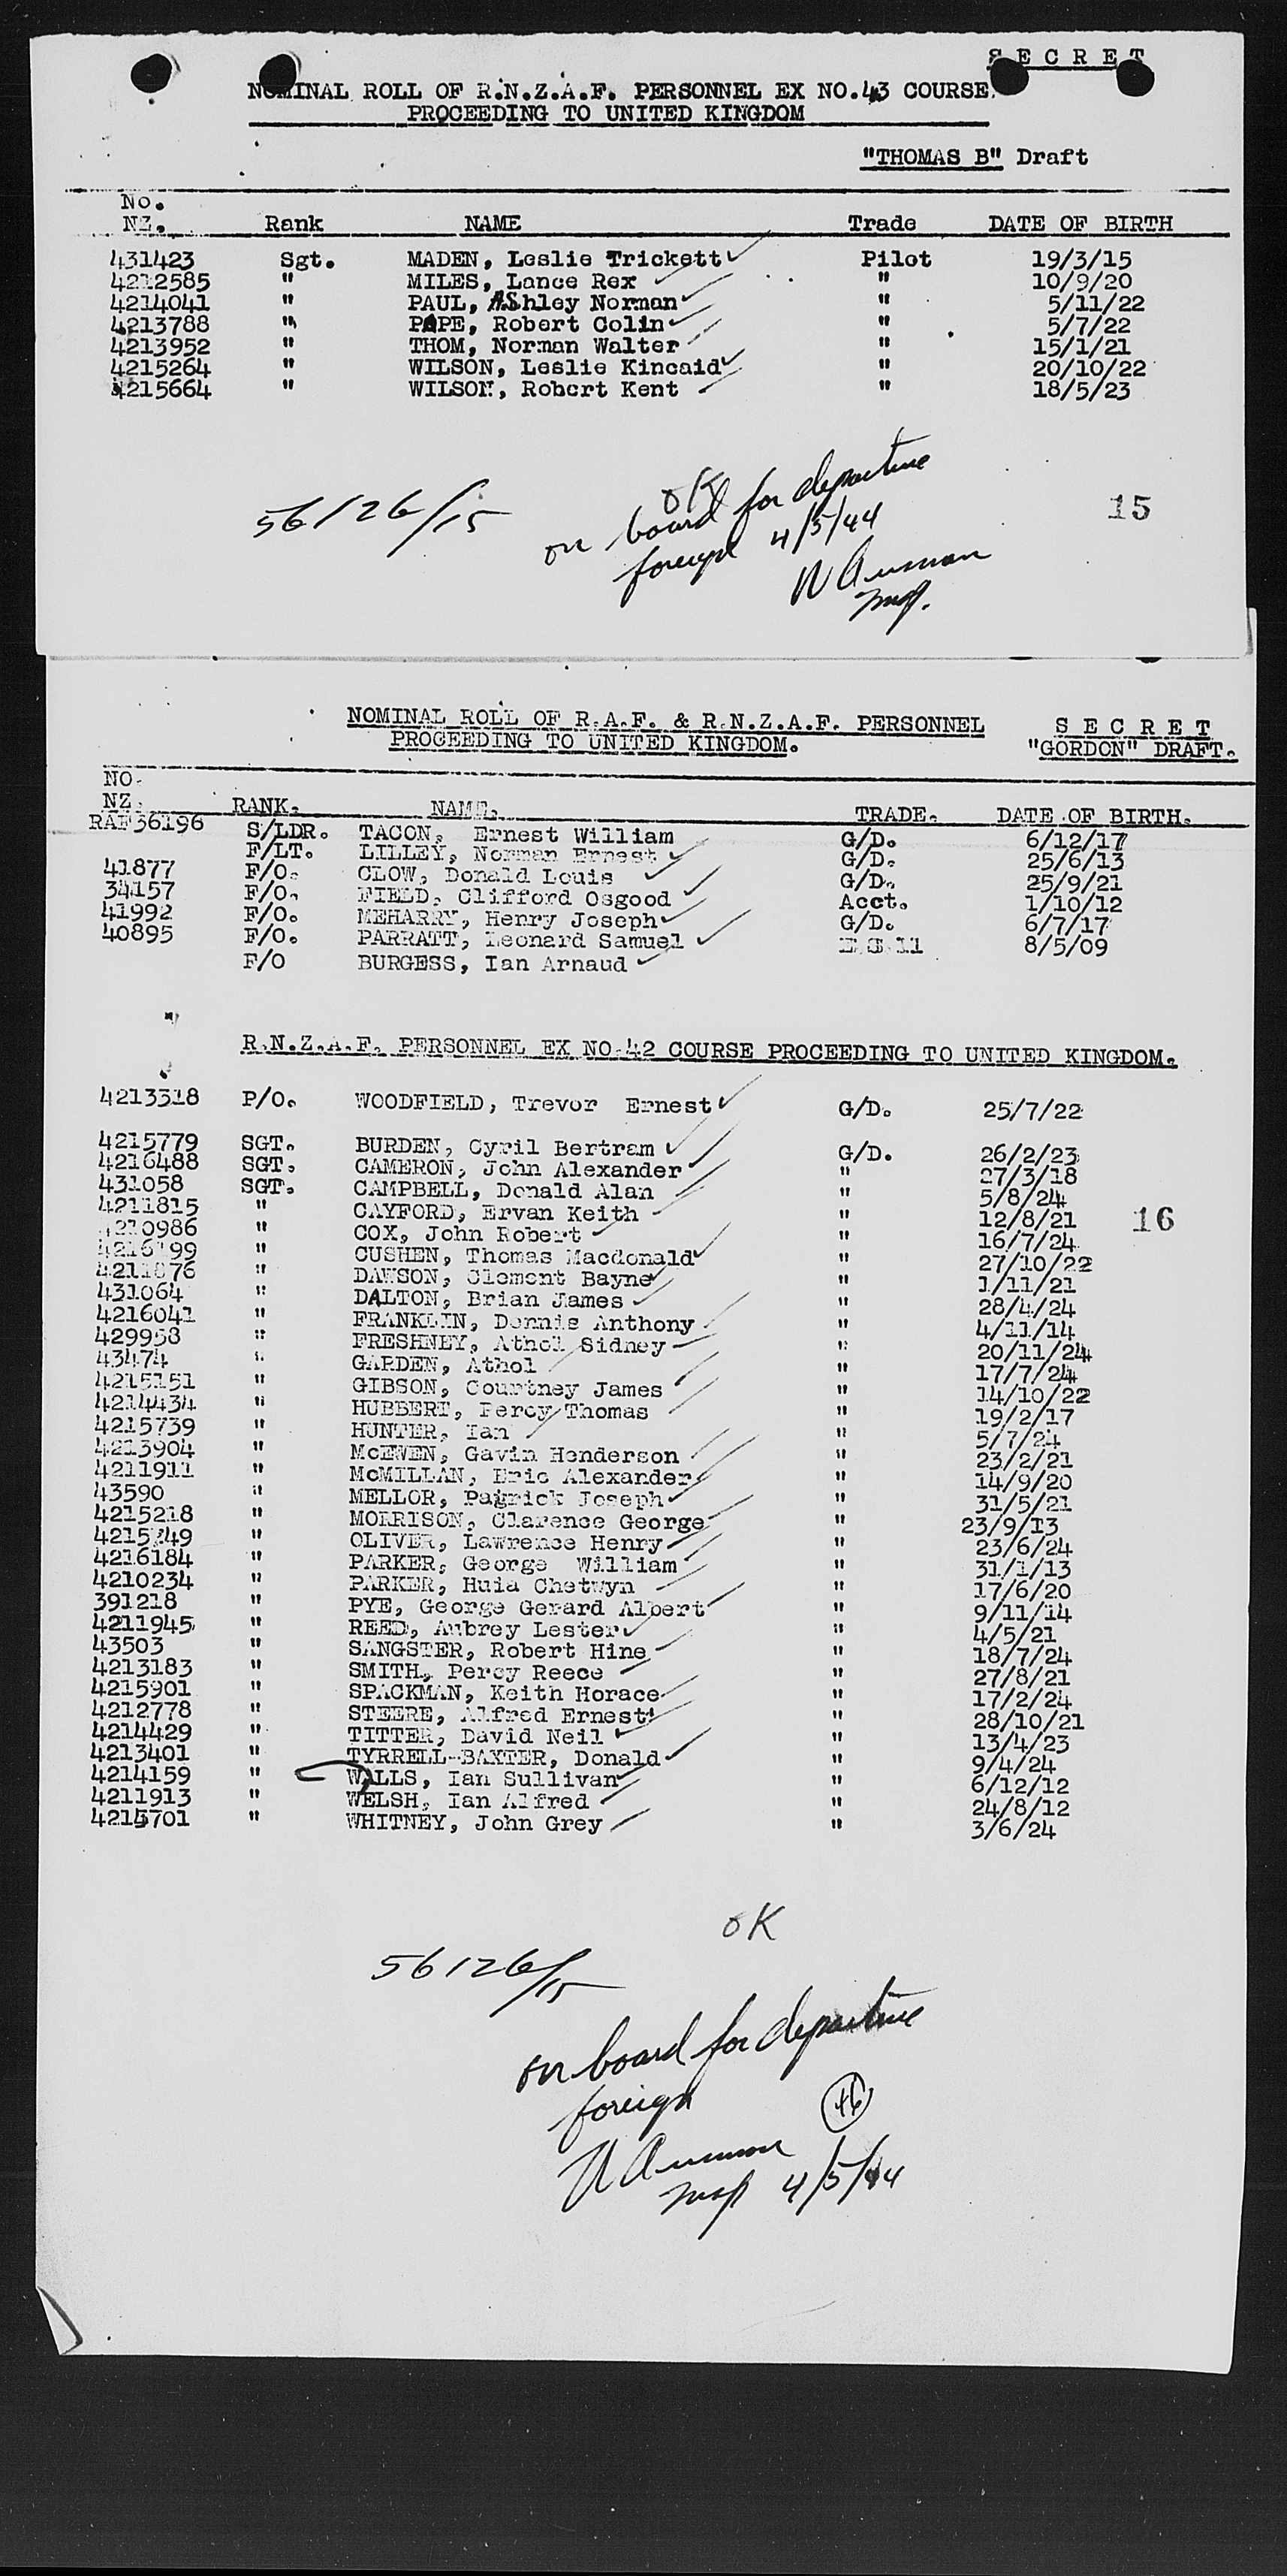 SECRET
NOMINAL ROLL OF R.N.Z.A.F. PERSONNEL EX NO.43 COURSE.
PROCEEDING TO UNITED KINGDOM
"THOMAS B" Draft
No.
NZ. Rank NAME Trade DATE OF BIRTH
431423 Sgt. MADEN, Leslie Trickett Pilot 19/3/15
4212585 " MILES, Lance Rex " 10/9/20
4214041 " PAUL, AShley Norman " 5/11/22
4213788 " POPE, Robert Colin " 5/7/22
4213952 " THOM, Norman Walter " 15/1/21
4215264 " WILSON, Leslie Kincaid " 20/10/22
4215664 " WILSON, Robert Kent " 18/5/23
OK
56126/15 on board for departure
foreign 4/5/44
15
Insp.
NOMINAL ROLL OF R.A.F. & R.N.Z.A.F. PERSONNEL SECRET
PROCEEDING TO UNITED KINGDOM. "GORDON" DRAFT.
NO.
NZ. RANK. NAME. TRADE. DATE OF BIRTH.
RAF36196 S/LDR. TACON, Ernest William G/D. 6/12/17
F/LT. LILLEY, Norman Ernest G/D. 25/6/13
41877 F/O. CLOW, Donald Louis G/D. 25/9/21
34157 F/O. FIELD, Clifford Osgood Acct. 1/10/12
41992 F/O. MEHARRY, Henry Joseph G/D. 6/7/17
40895 F/O. PARRATT, Leonard Samuel 8/5/09
F/O BURGESS, Ian Arnaud
R.N.Z.A.F. PERSONNEL EX NO.42 COURSE PROCEEDING TO UNITED KINGDOM.
4213318 P/O. WOODFIELD, Trevor Ernest G/D. 25/7/22
4215779 SGT. BURDEN, Cyril Bertram G/D. 26/2/23
4216488 SGT. CAMERON, John Alexander " 27/3/18
431058 SGT. CAMPBELL, Donald Alan " 5/8/24
4211815 " CAYFORD, Ervan Keith " 12/8/21
16
4210986 " COX, John Robert " 16/7/24
" CUSHEN, Thomas Macdonald " 27/10/22
" DAWSON, Clement Bayne " 1/11/21
431064 " DALTON, Brian James " 28/4/24
4216041 " FRANKLIN, Dennis Anthony " 4/11/14
429958 " FRESHNEY, Athol Sidney " 20/11/24
43474 " GARDEN, Athol " 17/7/24
4215151 " GIBSON, Courtney James " 14/10/22
4214434 " HUBBERT, Percy Thomas " 19/2/17
4215739 " HUNTER, Ian " 5/7/24
4213904 " McEWEN, Gavin Henderson " 23/2/21
4211911 " McMILLAN, Eric Alexander " 14/9/20
43590 " MELLOR, Pagrick Joseph " 31/5/21
4215218 " MORRISON, Clarence George " 23/9/13
" OLIVER, Lawrence Henry " 23/6/24
4216184 " PARKER, George William " 31/1/13
4210234 " PARKER, Huia Chetwyn " 17/6/20
391218 " PYE, George Gerard Albert " 9/11/14
4211945 " REED, Aubrey Lester " 4/5/21
43503 " SANGSTER, Robert Hine " 18/7/24
4213183 " SMITH, Percy Reece " 27/8/21
4215901 " SPACKMAN, Keith Horace " 17/2/24
4212778 " STEERE, Alfred Ernest " 28/10/21
4214429 " TITTER, David Neil " 13/4/23
4213401 " TYRRELL-BAXTER, Donald " 9/4/24
4214159 " WALLS, Ian Sullivan " 6/12/12
4211913 " WELSH, Ian Alfred " 24/8/12
4215701 " WHITNEY, John Grey " 3/6/24
OK
56126/15
on board for departure
foreign 46
Insp 4/5/44